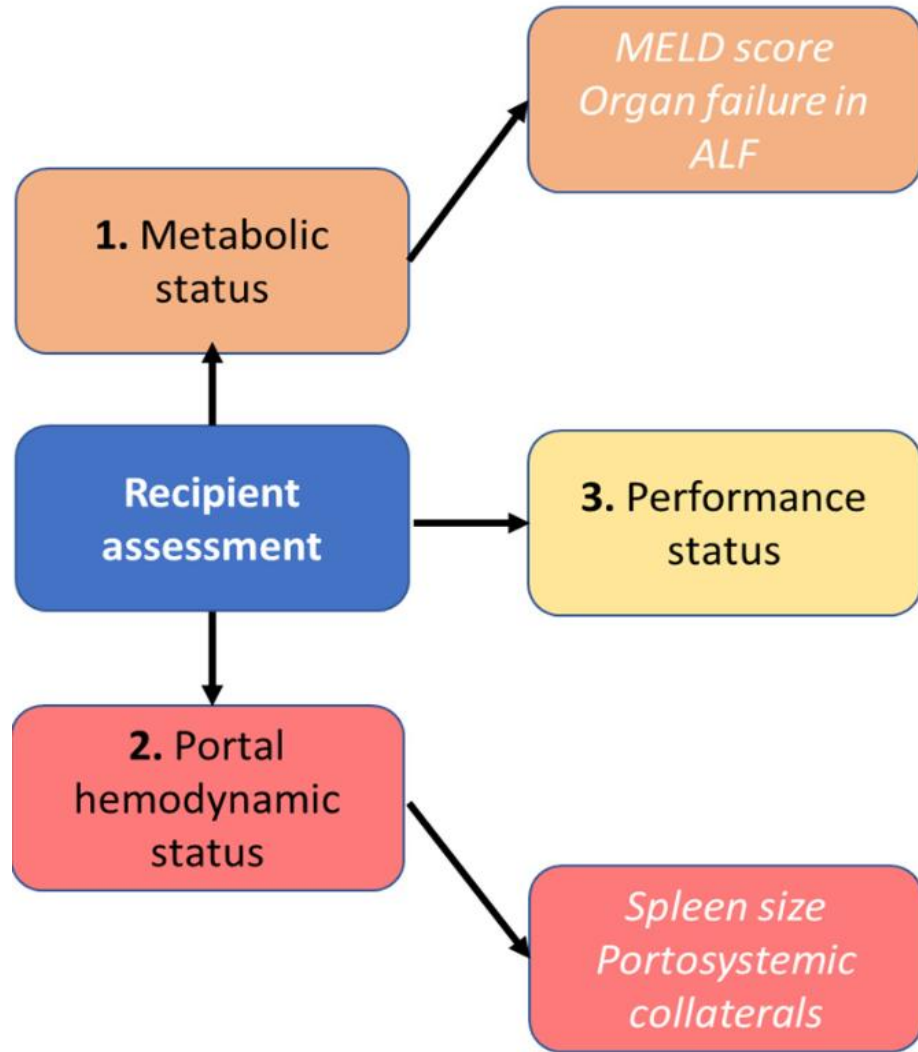 MELD score
Organ failure in
ALF
1. Metabolic
status
Recipient
assessment
3. Performance
status
2. Portal
hemodynamic
status
Spleen size
Portosystemic
collaterals